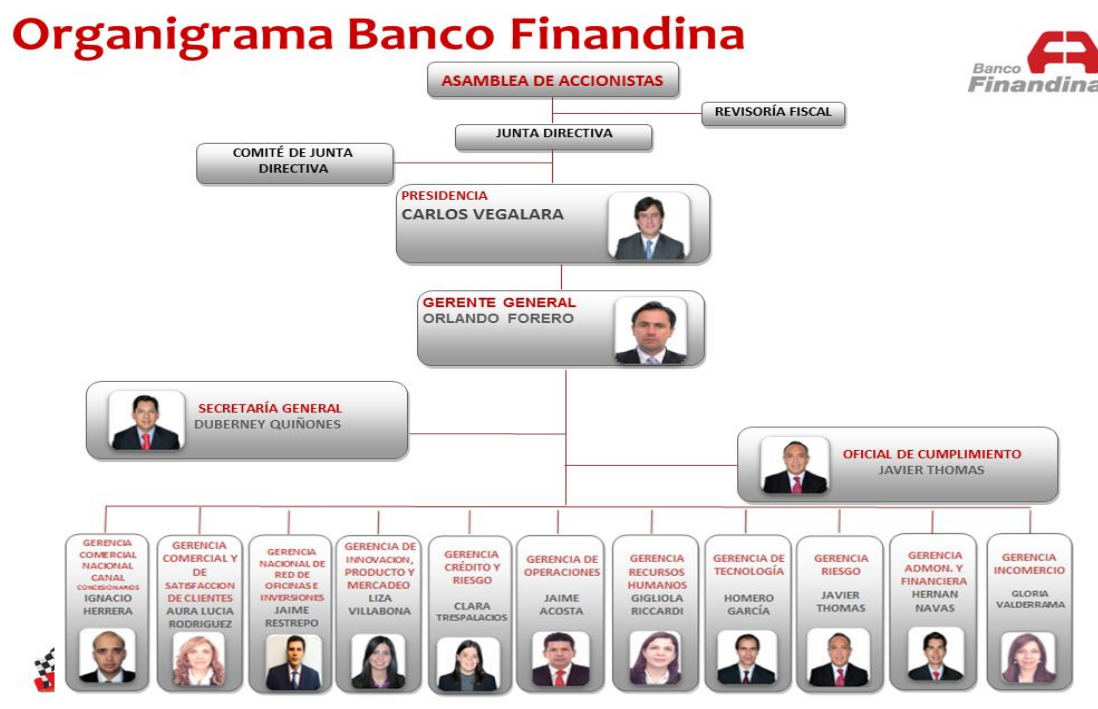 Organigrama Banco Finandina
Banco
Finandina
ASAMBLEA DE ACCIONISTAS
REVISORÍA FISCAL
JUNTA DIRECTIVA
COMITÉ DE JUNTA
DIRECTIVA
PRESIDENCIA
CARLOS VEGALARA
GERENTE GENERAL
ORLANDO FORERO
SECRETARÍA GENERAL
DUBERNEY QUIÑONES
OFICIAL DE CUMPLIMIENTO
JAVIER THOMAS
GERENCIA
COMERCIAL
NACIONAL
CANAL
CONCESIONARIOS
IGNACIO
HERRERA
GERENCIA
COMERCIAL Y
DE
SATISFACCION
DE CLIENTES
AURA LUCIA
RODRIGUEZ
GERENCIA
NACIONAL DE
RED DE
OFICINAS E
INVERSIONES
JAIME
RESTREPO
GERENCIA DE
INNOVACION,
PRODUCTO Y
MERCADEO
LIZA
VILLABONA
GERENCIA
CRÉDITO Y
RIESGO
CLARA
TRESPALACIOS
GERENCIA DE
OPERACIONES
JAIME
ACOSTA
GERENCIA
RECURSOS
HUMANOS
GIGLIOLA
RICCARDI
GERENCIA DE
TECNOLOGÍA
HOMERO
GARCÍA
GERENCIA
RIESGO
JAVIER
THOMAS
GERENCIA
ADMON. Y
FINANCIERA
HERNAN
NAVAS
GERENCIA
INCOMERCIO
GLORIA
VALDERRAMA